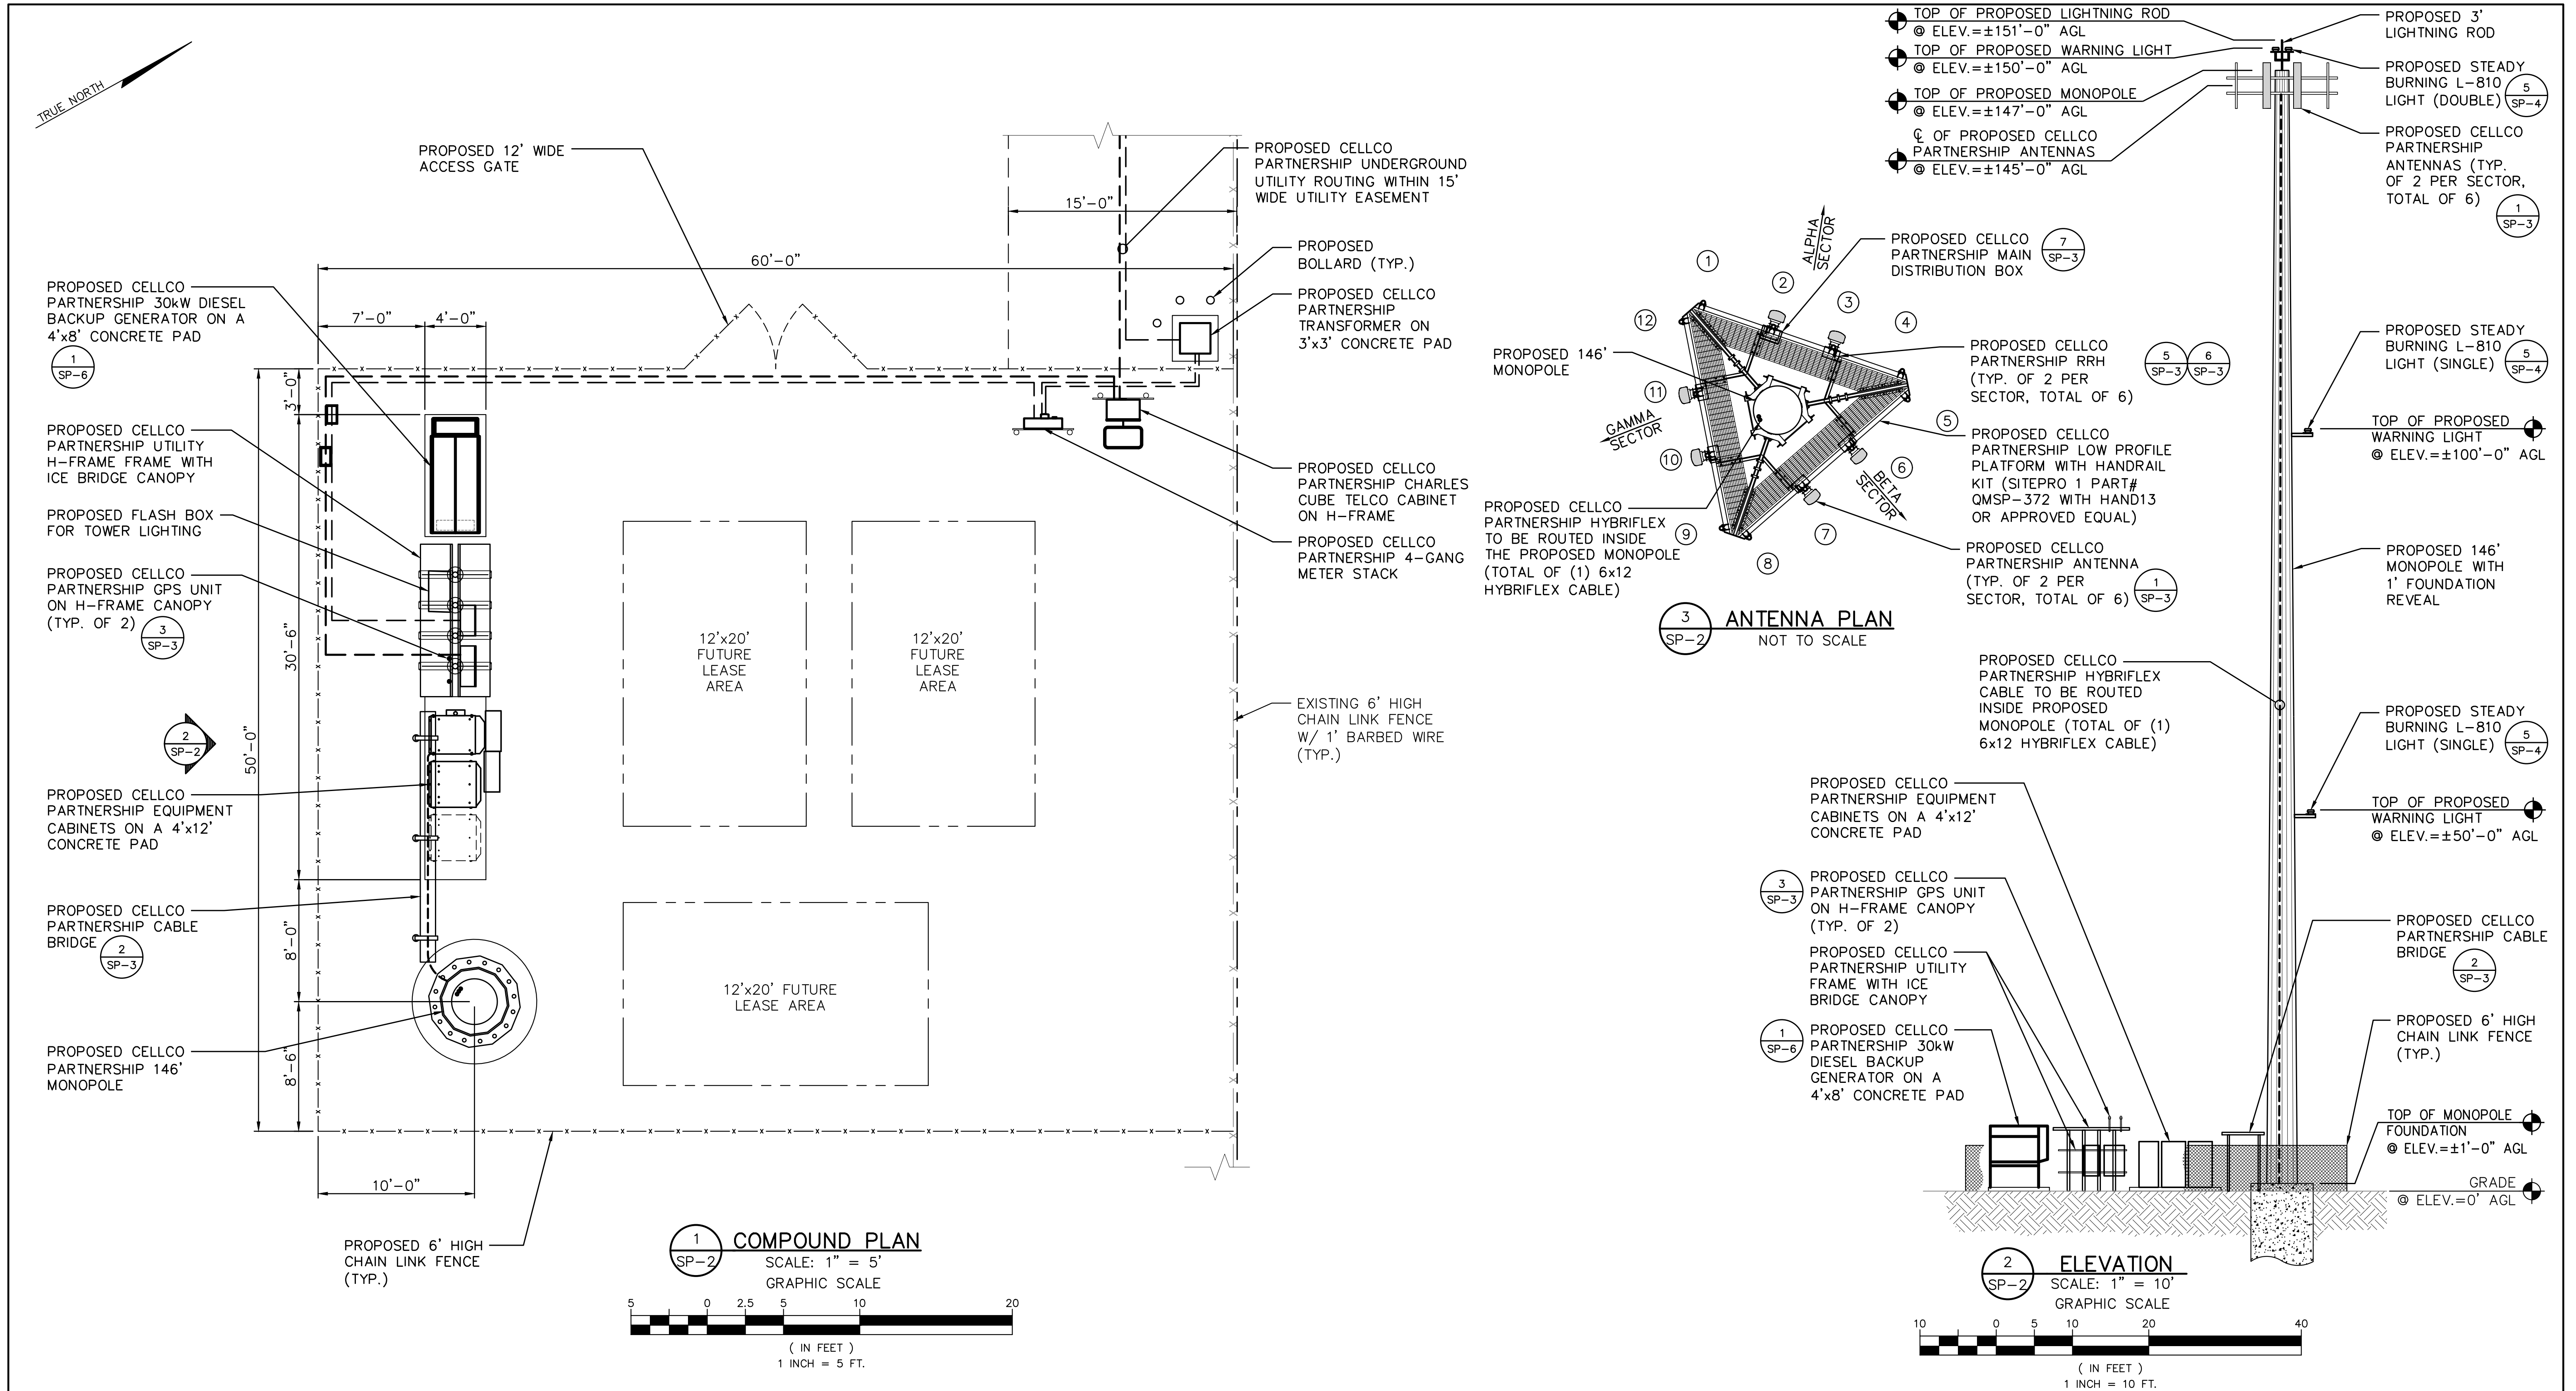 TRUE NORTH
PROPOSED 12' WIDE
ACCESS GATE
PROPOSED CELLCO
PARTNERSHIP UNDERGROUND
UTILITY ROUTING WITHIN 15'
WIDE UTILITY EASEMENT
15'-0"
60'-0"
PROPOSED
BOLLARD (TYP.)
PROPOSED CELLCO
PARTNERSHIP
TRANSFORMER ON
3'x3' CONCRETE PAD
PROPOSED CELLCO
PARTNERSHIP 30kW DIESEL
BACKUP GENERATOR ON A
4'x8' CONCRETE PAD
1
SP-6
7'-0"
4'-0"
3'-0"
PROPOSED CELLCO
PARTNERSHIP UTILITY
H-FRAME FRAME WITH
ICE BRIDGE CANOPY
PROPOSED FLASH BOX
FOR TOWER LIGHTING
PROPOSED CELLCO
PARTNERSHIP GPS UNIT
ON H-FRAME CANOPY
(TYP. OF 2)
3
SP-3
30'-6"
50'-0"
2
SP-2
PROPOSED CELLCO
PARTNERSHIP EQUIPMENT
CABINETS ON A 4'x12'
CONCRETE PAD
PROPOSED CELLCO
PARTNERSHIP CABLE
BRIDGE
2
SP-3
8'-0"
8'-6"
PROPOSED CELLCO
PARTNERSHIP 146'
MONOPOLE
10'-0"
PROPOSED 6' HIGH
CHAIN LINK FENCE
(TYP.)
12'x20'
FUTURE
LEASE
AREA
12'x20'
FUTURE
LEASE
AREA
12'x20' FUTURE
LEASE AREA
PROPOSED CELLCO
PARTNERSHIP CHARLES
CUBE TELCO CABINET
ON H-FRAME
PROPOSED CELLCO
PARTNERSHIP 4-GANG
METER STACK
EXISTING 6' HIGH
CHAIN LINK FENCE
W/ 1' BARBED WIRE
(TYP.)
1
SP-2
COMPOUND PLAN
SCALE: 1" = 5'
GRAPHIC SCALE
5 0 2.5 5 10 20
( IN FEET )
1 INCH = 5 FT.
ALPHA
SECTOR
1
2
3
4
5
6
7
8
9
10
11
12
GAMMA
SECTOR
BETA
SECTOR
PROPOSED 146'
MONOPOLE
PROPOSED CELLCO
PARTNERSHIP MAIN
DISTRIBUTION BOX
7
SP-3
PROPOSED CELLCO
PARTNERSHIP RRH
(TYP. OF 2 PER
SECTOR, TOTAL OF 6)
5
SP-3
6
SP-3
PROPOSED CELLCO
PARTNERSHIP LOW PROFILE
PLATFORM WITH HANDRAIL
KIT (SITEPRO 1 PART#
QMSP-372 WITH HAND13
OR APPROVED EQUAL)
PROPOSED CELLCO
PARTNERSHIP ANTENNA
(TYP. OF 2 PER
SECTOR, TOTAL OF 6)
1
SP-3
PROPOSED CELLCO
PARTNERSHIP HYBRIFLEX
TO BE ROUTED INSIDE
THE PROPOSED MONOPOLE
(TOTAL OF (1) 6x12
HYBRIFLEX CABLE)
3
SP-2
ANTENNA PLAN
NOT TO SCALE
TOP OF PROPOSED LIGHTNING ROD
@ ELEV.=±151'-0" AGL
TOP OF PROPOSED WARNING LIGHT
@ ELEV.=±150'-0" AGL
TOP OF PROPOSED MONOPOLE
@ ELEV.=±147'-0" AGL
℄ OF PROPOSED CELLCO
PARTNERSHIP ANTENNAS
@ ELEV.=±145'-0" AGL
PROPOSED 3'
LIGHTNING ROD
PROPOSED STEADY
BURNING L-810
LIGHT (DOUBLE)
5
SP-4
PROPOSED CELLCO
PARTNERSHIP
ANTENNAS (TYP.
OF 2 PER SECTOR,
TOTAL OF 6)
1
SP-3
PROPOSED STEADY
BURNING L-810
LIGHT (SINGLE)
5
SP-4
TOP OF PROPOSED
WARNING LIGHT
@ ELEV.=±100'-0" AGL
PROPOSED 146'
MONOPOLE WITH
1' FOUNDATION
REVEAL
PROPOSED CELLCO
PARTNERSHIP HYBRIFLEX
CABLE TO BE ROUTED
INSIDE PROPOSED
MONOPOLE (TOTAL OF (1)
6x12 HYBRIFLEX CABLE)
PROPOSED STEADY
BURNING L-810
LIGHT (SINGLE)
5
SP-4
TOP OF PROPOSED
WARNING LIGHT
@ ELEV.=±50'-0" AGL
PROPOSED CELLCO
PARTNERSHIP EQUIPMENT
CABINETS ON A 4'x12'
CONCRETE PAD
3
SP-3
PROPOSED CELLCO
PARTNERSHIP GPS UNIT
ON H-FRAME CANOPY
(TYP. OF 2)
PROPOSED CELLCO
PARTNERSHIP UTILITY
FRAME WITH ICE
BRIDGE CANOPY
1
SP-6
PROPOSED CELLCO
PARTNERSHIP 30kW
DIESEL BACKUP
GENERATOR ON A
4'x8' CONCRETE PAD
PROPOSED CELLCO
PARTNERSHIP CABLE
BRIDGE
2
SP-3
PROPOSED 6' HIGH
CHAIN LINK FENCE
(TYP.)
TOP OF MONOPOLE
FOUNDATION
@ ELEV.=±1'-0" AGL
GRADE
@ ELEV.=0' AGL
2
SP-2
ELEVATION
SCALE: 1" = 10'
GRAPHIC SCALE
10 0 5 10 20 40
( IN FEET )
1 INCH = 10 FT.